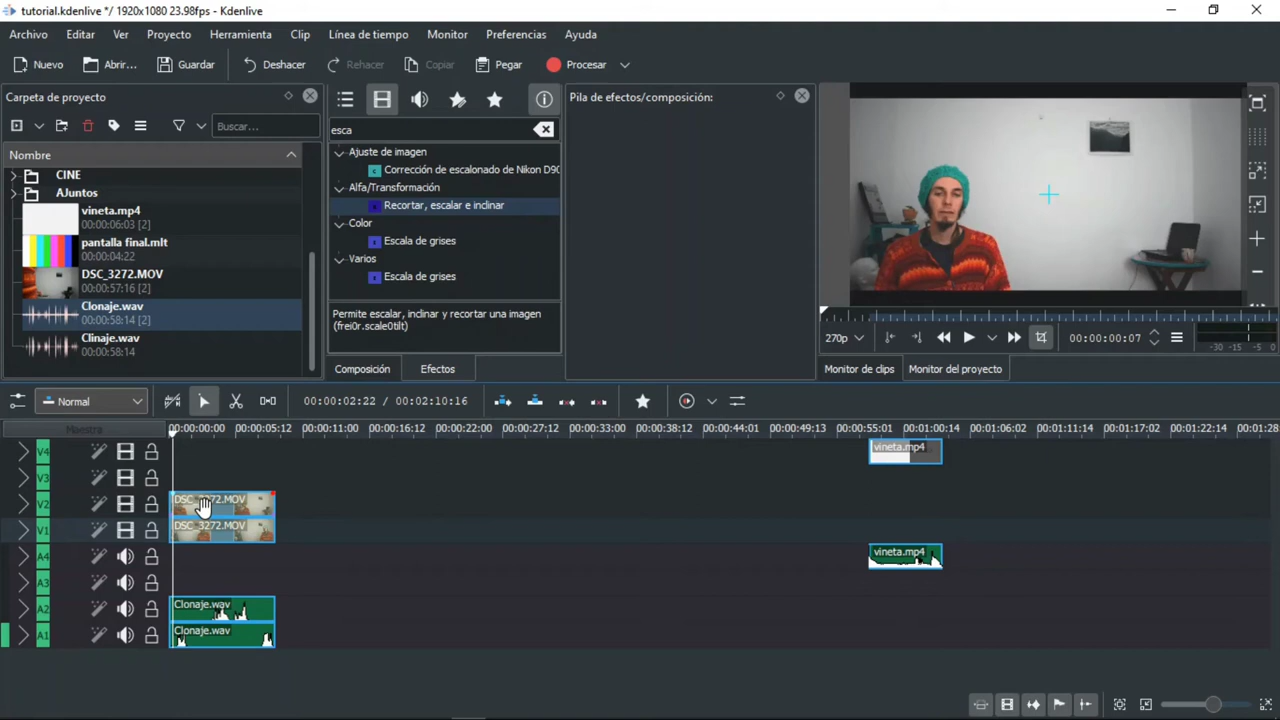 tutorial.kdenlive */ 1920x1080 23.98fps - Kdenlive
Archivo Editar Ver Proyecto Herramienta Clip Línea de tiempo Monitor Preferencias Ayuda
Nuevo Abrir... Guardar Deshacer Rehacer Copiar Pegar Procesar
Carpeta de proyecto
Buscar...
Nombre
CINE
AJuntos
vineta.mp4
00:00:06:03 [2]
pantalla final.mlt
00:00:04:22
DSC_3272.MOV
00:00:57:16 [2]
Clonaje.wav
00:00:58:14 [2]
Clinaje.wav
00:00:58:14
esca
Ajuste de imagen
Corrección de escalonado de Nikon D90
Alfa/Transformación
Recortar, escalar e inclinar
Color
Escala de grises
Varios
Escala de grises
Permite escalar, inclinar y recortar una imagen
(frei0r.scale0tilt)
Composición Efectos
Pila de efectos/composición:
270p 00:00:00:07 -30 -15 -5 0
Monitor de clips Monitor del proyecto
Normal 00:00:02:22 / 00:02:10:16
Maestra 00:00:00:00 00:00:05:12 00:00:11:00 00:00:16:12 00:00:22:00 00:00:27:12 00:00:33:00 00:00:38:12 00:00:44:01 00:00:49:13 00:00:55:01 00:01:00:14 00:01:06:02 00:01:11:14 00:01:17:02 00:01:22:14 00:01:28
V4 vineta.mp4
V3
V2 DSC_3272.MOV
V1 DSC_3272.MOV
A4 vineta.mp4
A3
A2 Clonaje.wav
A1 Clonaje.wav